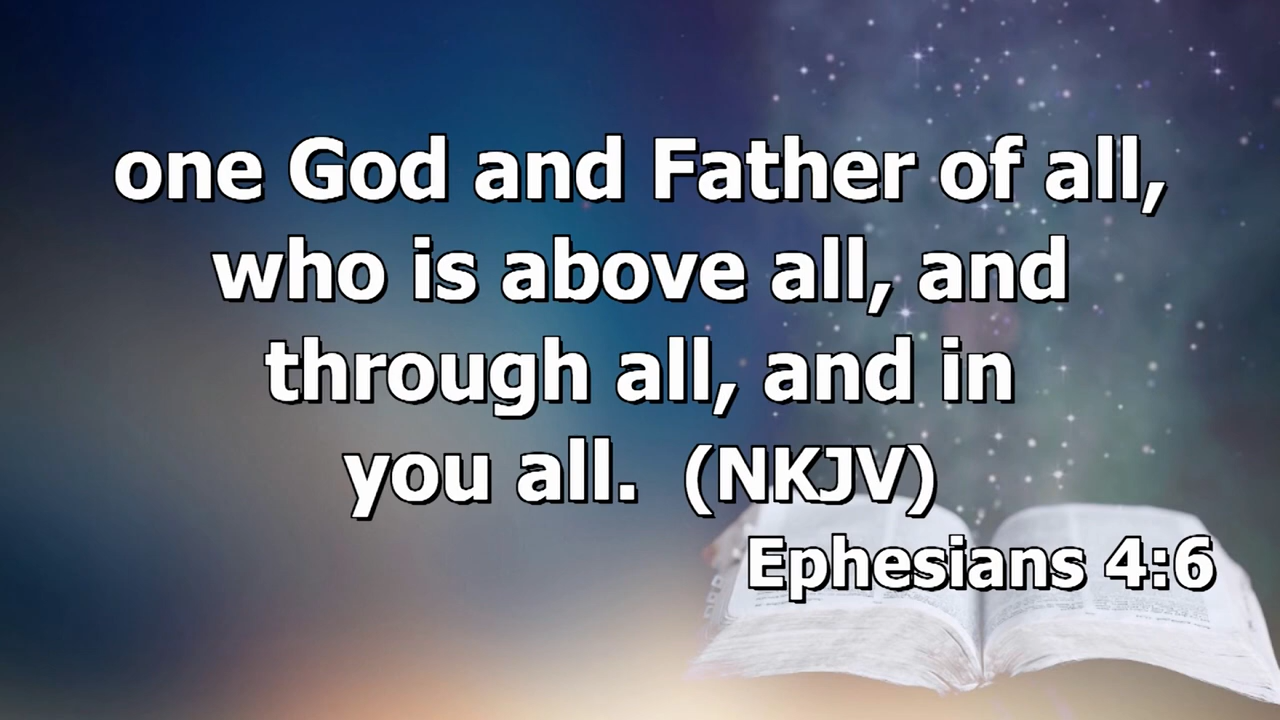 one God and Father of all,
who is above all, and
through all, and in
you all.  (NKJV)
Ephesians 4:6